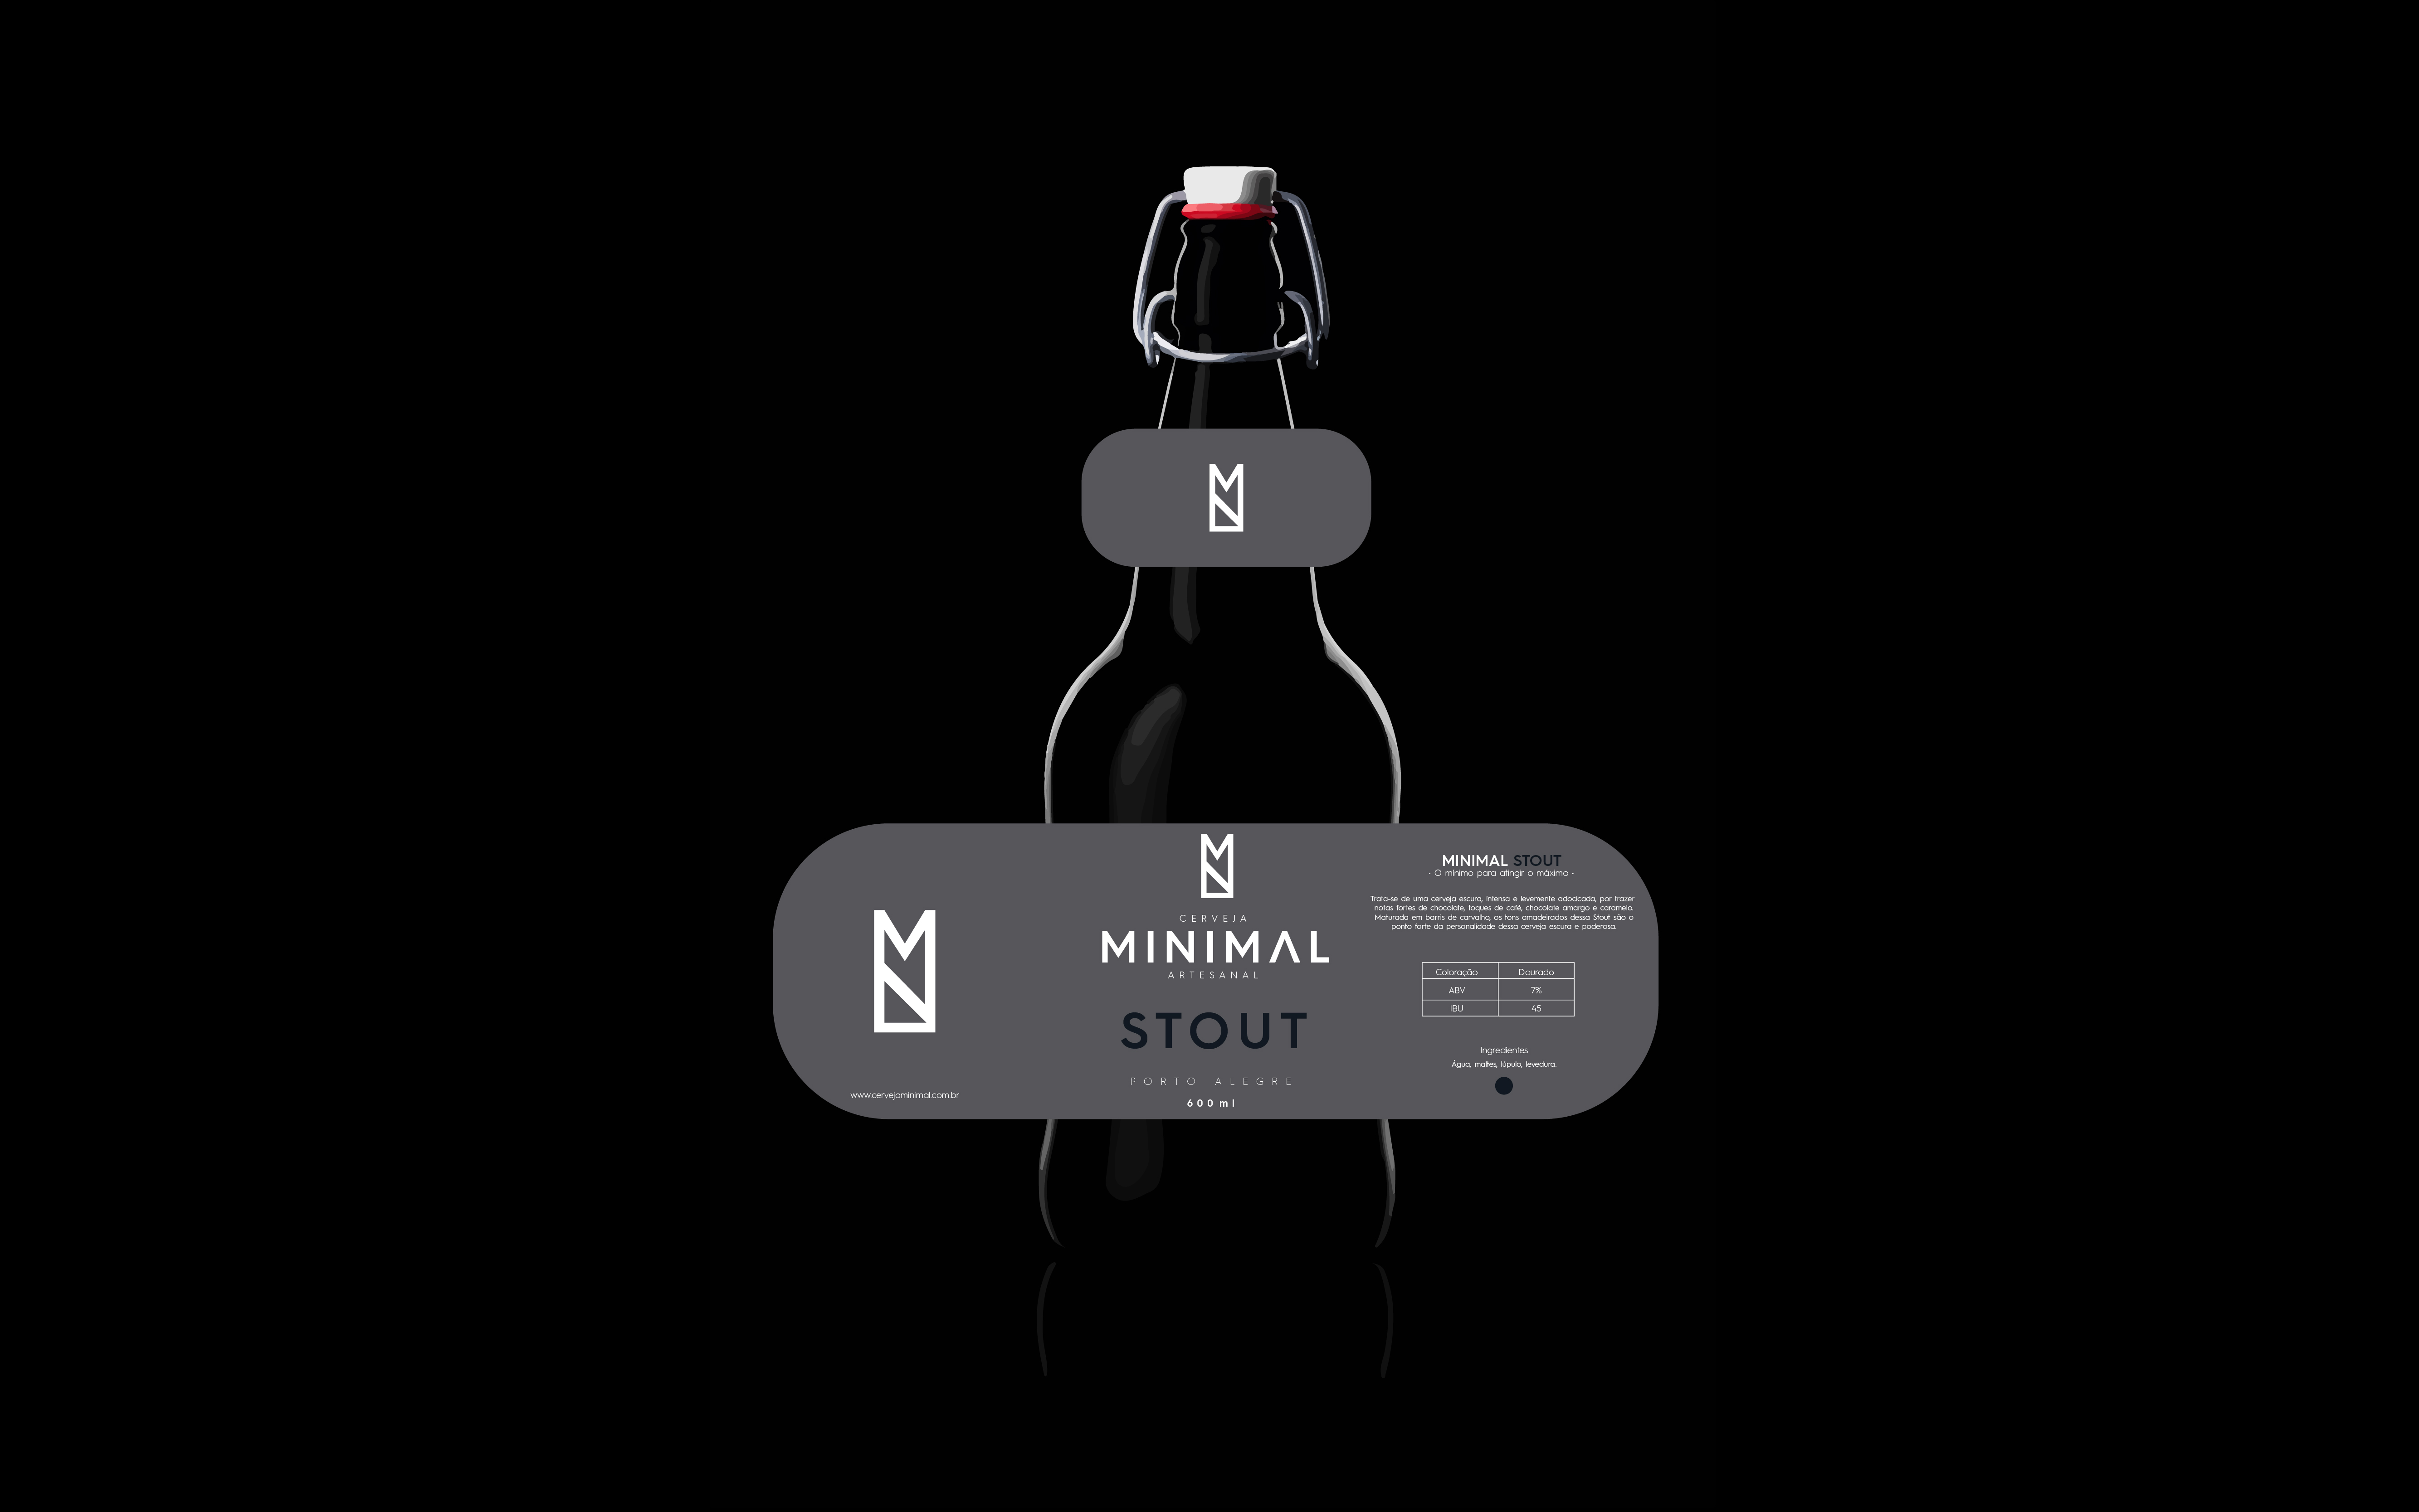 CERVEJA
MINIMAL
ARTESANAL
STOUT
PORTO ALEGRE
600 ml
www.cervejaminimal.com.br
MINIMAL STOUT
· O mínimo para atingir o máximo ·
Trata-se de uma cerveja escura, intensa e levemente adocicada, por trazer
notas fortes de chocolate, toques de café, chocolate amargo e caramelo.
Maturada em barris de carvalho, os tons amadeirados dessa Stout são o
ponto forte da personalidade dessa cerveja escura e poderosa.
Coloração Dourado
ABV 7%
IBU 45
Ingredientes
Água, maltes, lúpulo, levedura.